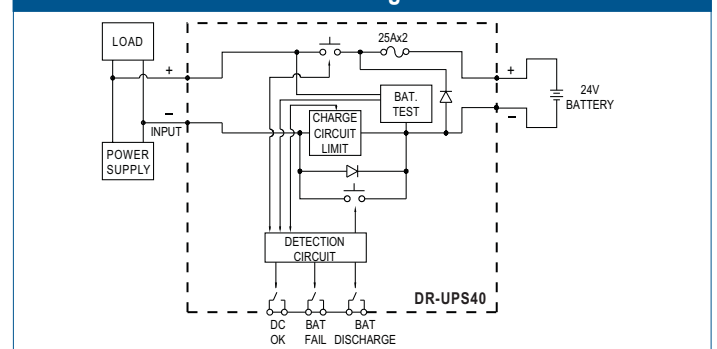 LOAD
25Ax2
+
+
BAT.
TEST
24V
BATTERY
CHARGE
CIRCUIT
LIMIT
−
−
INPUT
POWER
SUPPLY
DETECTION
CIRCUIT
DR-UPS40
DC
OK
BAT
FAIL
BAT
DISCHARGE